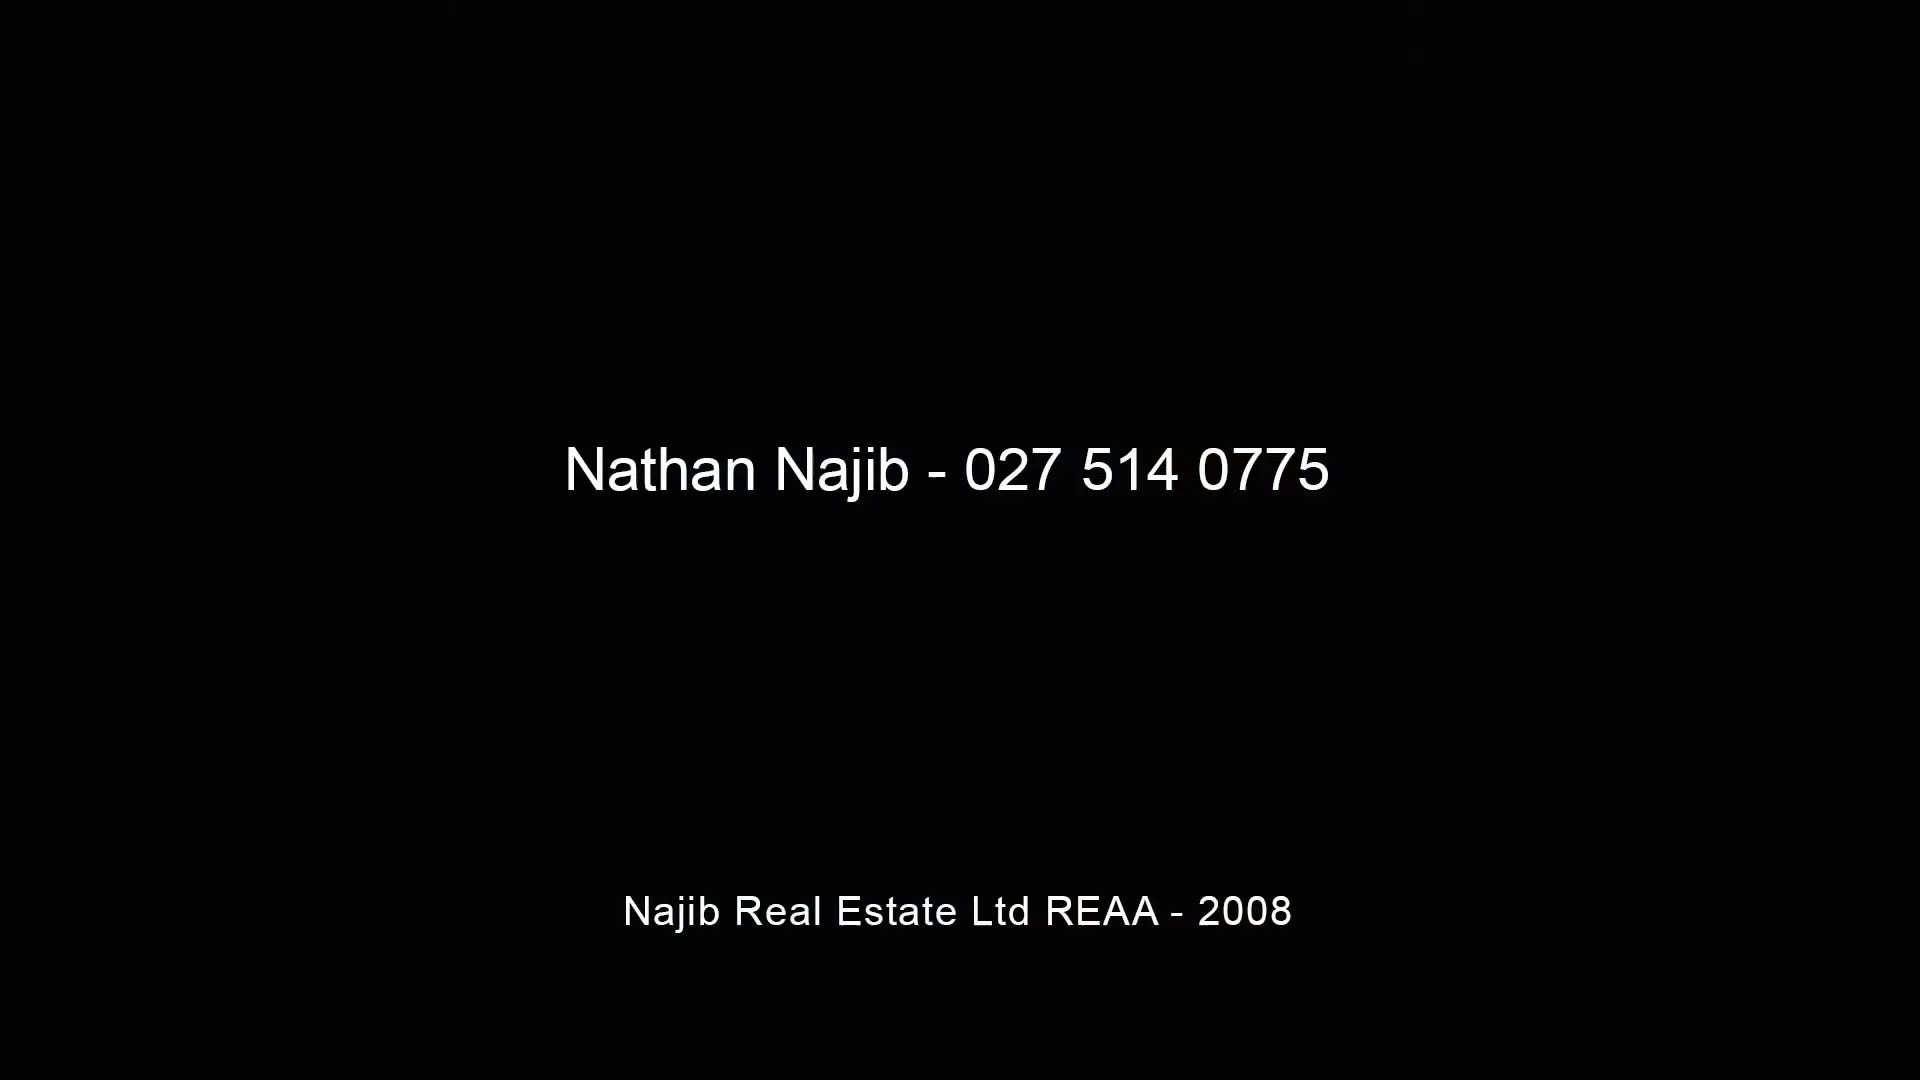 Nathan Najib - 027 514 0775
Najib Real Estate Ltd REAA - 2008